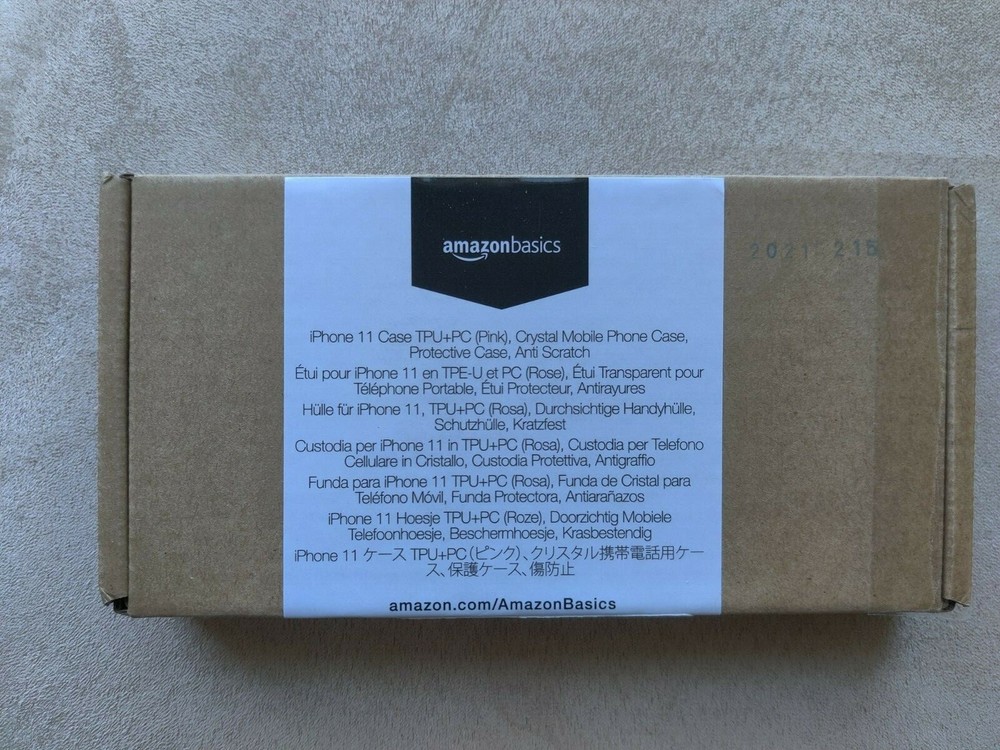 amazonbasics
2021 215
iPhone 11 Case TPU+PC (Pink), Crystal Mobile Phone Case,
Protective Case, Anti Scratch
Étui pour iPhone 11 en TPE-U et PC (Rose), Étui Transparent pour
Téléphone Portable, Étui Protecteur, Antirayures
Hülle für iPhone 11, TPU+PC (Rosa), Durchsichtige Handyhülle,
Schutzhülle, Kratzfest
Custodia per iPhone 11 in TPU+PC (Rosa), Custodia per Telefono
Cellulare in Cristallo, Custodia Protettiva, Antigraffio
Funda para iPhone 11 TPU+PC (Rosa), Funda de Cristal para
Teléfono Móvil, Funda Protectora, Antiarañazos
iPhone 11 Hoesje TPU+PC (Roze), Doorzichtig Mobiele
Telefoonhoesje, Beschermhoesje, Krasbestendig
iPhone 11 ケース TPU+PC(ピンク)、クリスタル携帯電話用ケー
ス、保護ケース、傷防止
amazon.com/AmazonBasics